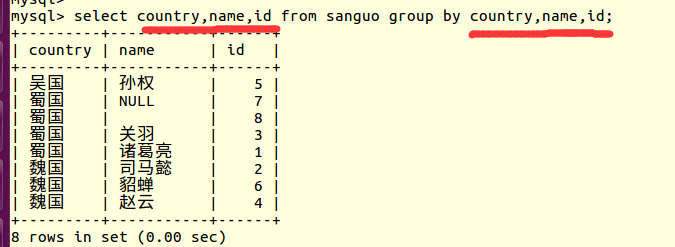 mysql>
mysql> select country,name,id from sanguo group by country,name,id;
+---------+-----------+------+
| country | name      | id   |
+---------+-----------+------+
| 吴国    | 孙权      |    5 |
| 蜀国    | NULL      |    7 |
| 蜀国    |           |    8 |
| 蜀国    | 关羽      |    3 |
| 蜀国    | 诸葛亮    |    1 |
| 魏国    | 司马懿    |    2 |
| 魏国    | 貂蝉      |    6 |
| 魏国    | 赵云      |    4 |
+---------+-----------+------+
8 rows in set (0.00 sec)